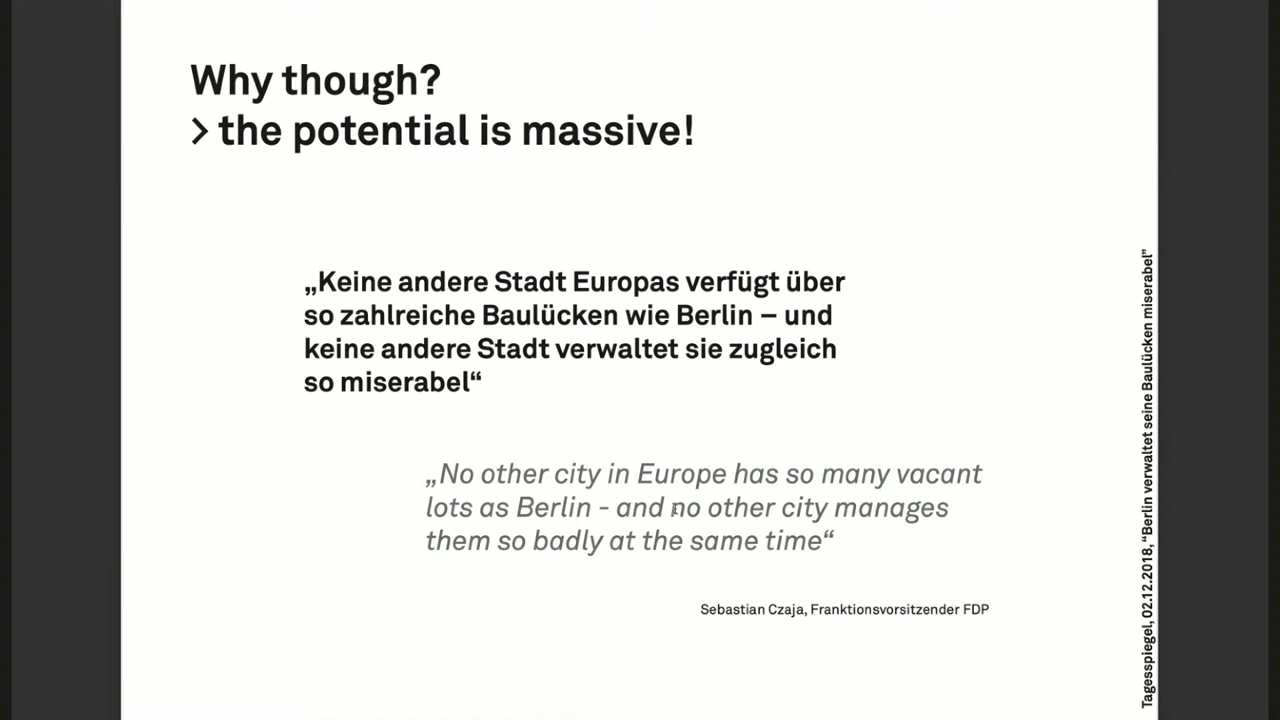 Why though?
> the potential is massive!
„Keine andere Stadt Europas verfügt über
so zahlreiche Baulücken wie Berlin – und
keine andere Stadt verwaltet sie zugleich
so miserabel“
„No other city in Europe has so many vacant
lots as Berlin - and no other city manages
them so badly at the same time“
Sebastian Czaja, Franktionsvorsitzender FDP
Tagesspiegel, 02.12.2018, “Berlin verwaltet seine Baulücken miserabel”